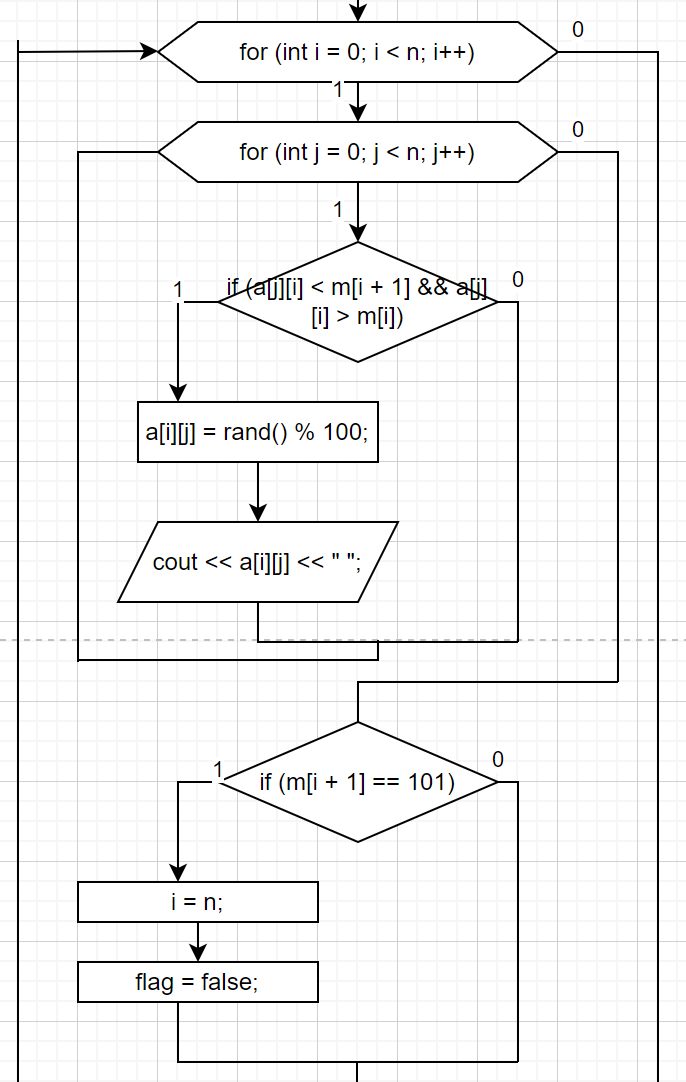 0
for (int i = 0; i < n; i++)
1
0
for (int j = 0; j < n; j++)
1
1
0
if (a[j][i] < m[i + 1] && a[j]
[i] > m[i])
a[i][j] = rand() % 100;
cout << a[i][j] << " ";
1
0
if (m[i + 1] == 101)
i = n;
flag = false;